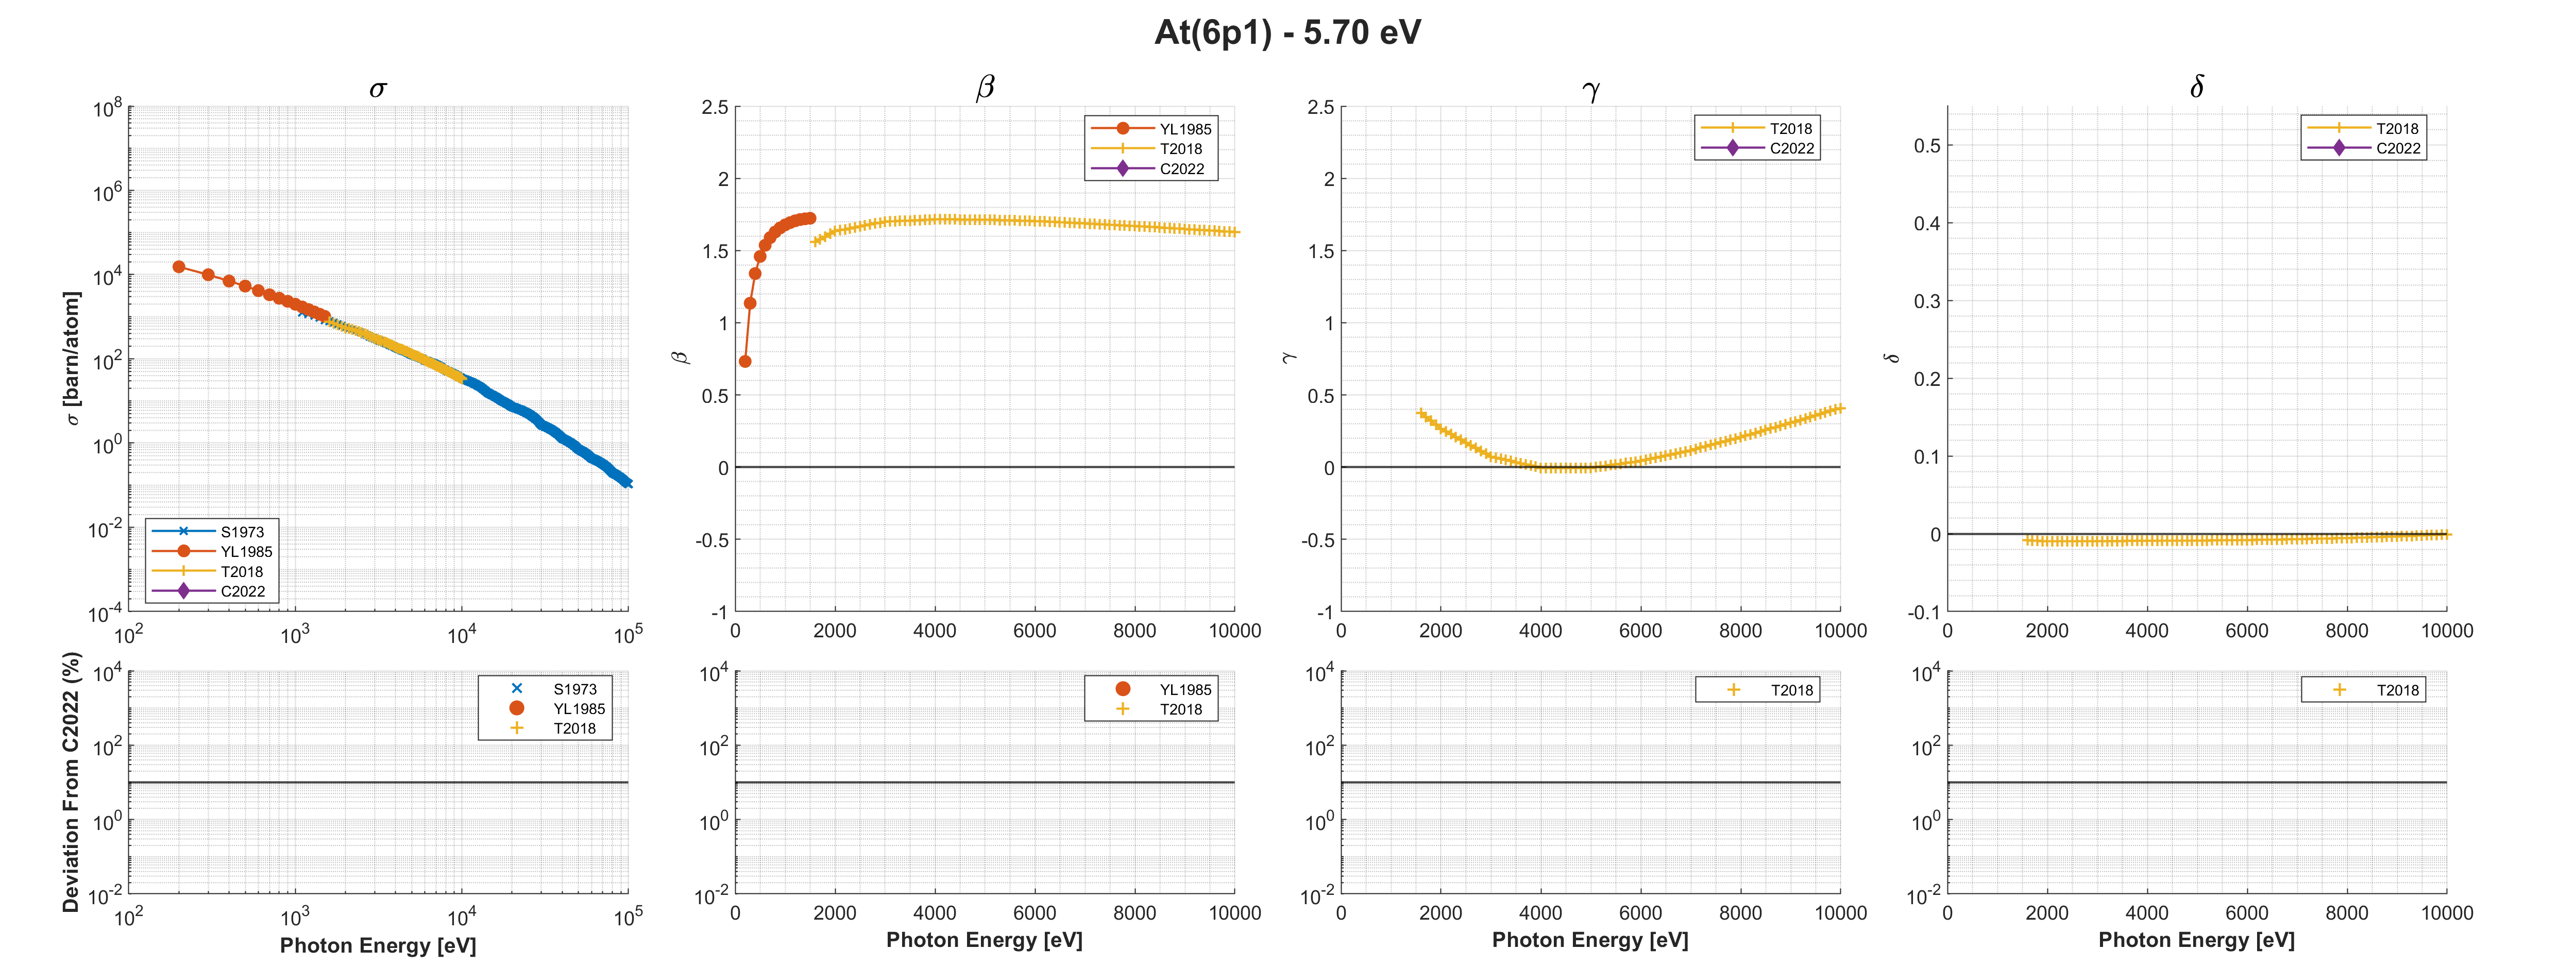 At(6p1) - 5.70 eV
σ
10^8
10^6
10^4
10^2
10^0
10^-2
10^-4
σ [barn/atom]
S1973
YL1985
T2018
C2022
10^2
10^3
10^4
10^5
β
2.5
2
1.5
1
0.5
0
-0.5
-1
β
YL1985
T2018
C2022
0
2000
4000
6000
8000
10000
γ
2.5
2
1.5
1
0.5
0
-0.5
-1
γ
T2018
C2022
0
2000
4000
6000
8000
10000
δ
0.5
0.4
0.3
0.2
0.1
0
-0.1
δ
T2018
C2022
0
2000
4000
6000
8000
10000
Deviation From C2022 (%)
10^4
10^2
10^0
10^-2
S1973
YL1985
T2018
10^2
10^3
10^4
10^5
Photon Energy [eV]
10^4
10^2
10^0
10^-2
YL1985
T2018
0
2000
4000
6000
8000
10000
Photon Energy [eV]
10^4
10^2
10^0
10^-2
T2018
0
2000
4000
6000
8000
10000
Photon Energy [eV]
10^4
10^2
10^0
10^-2
T2018
0
2000
4000
6000
8000
10000
Photon Energy [eV]